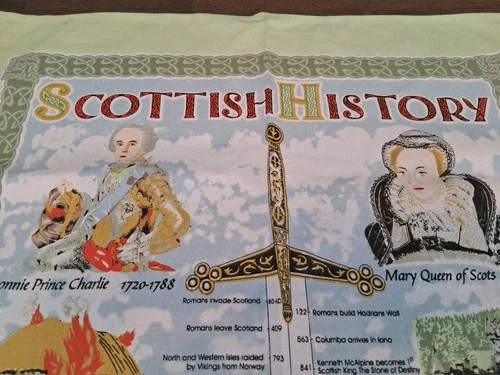 SCOTTISH HISTORY
onnie Prince Charlie 1720-1788
Mary Queen of Scots
Romans invade Scotland 80AD
122 Romans build Hadrians Wall
Romans leave Scotland 409
563 Columba arrives in Iona
North and Western Isles raided 793
by Vikings from Norway
841 Kenneth McAlpine becomes 1st
Scottish King The Stone of Destiny